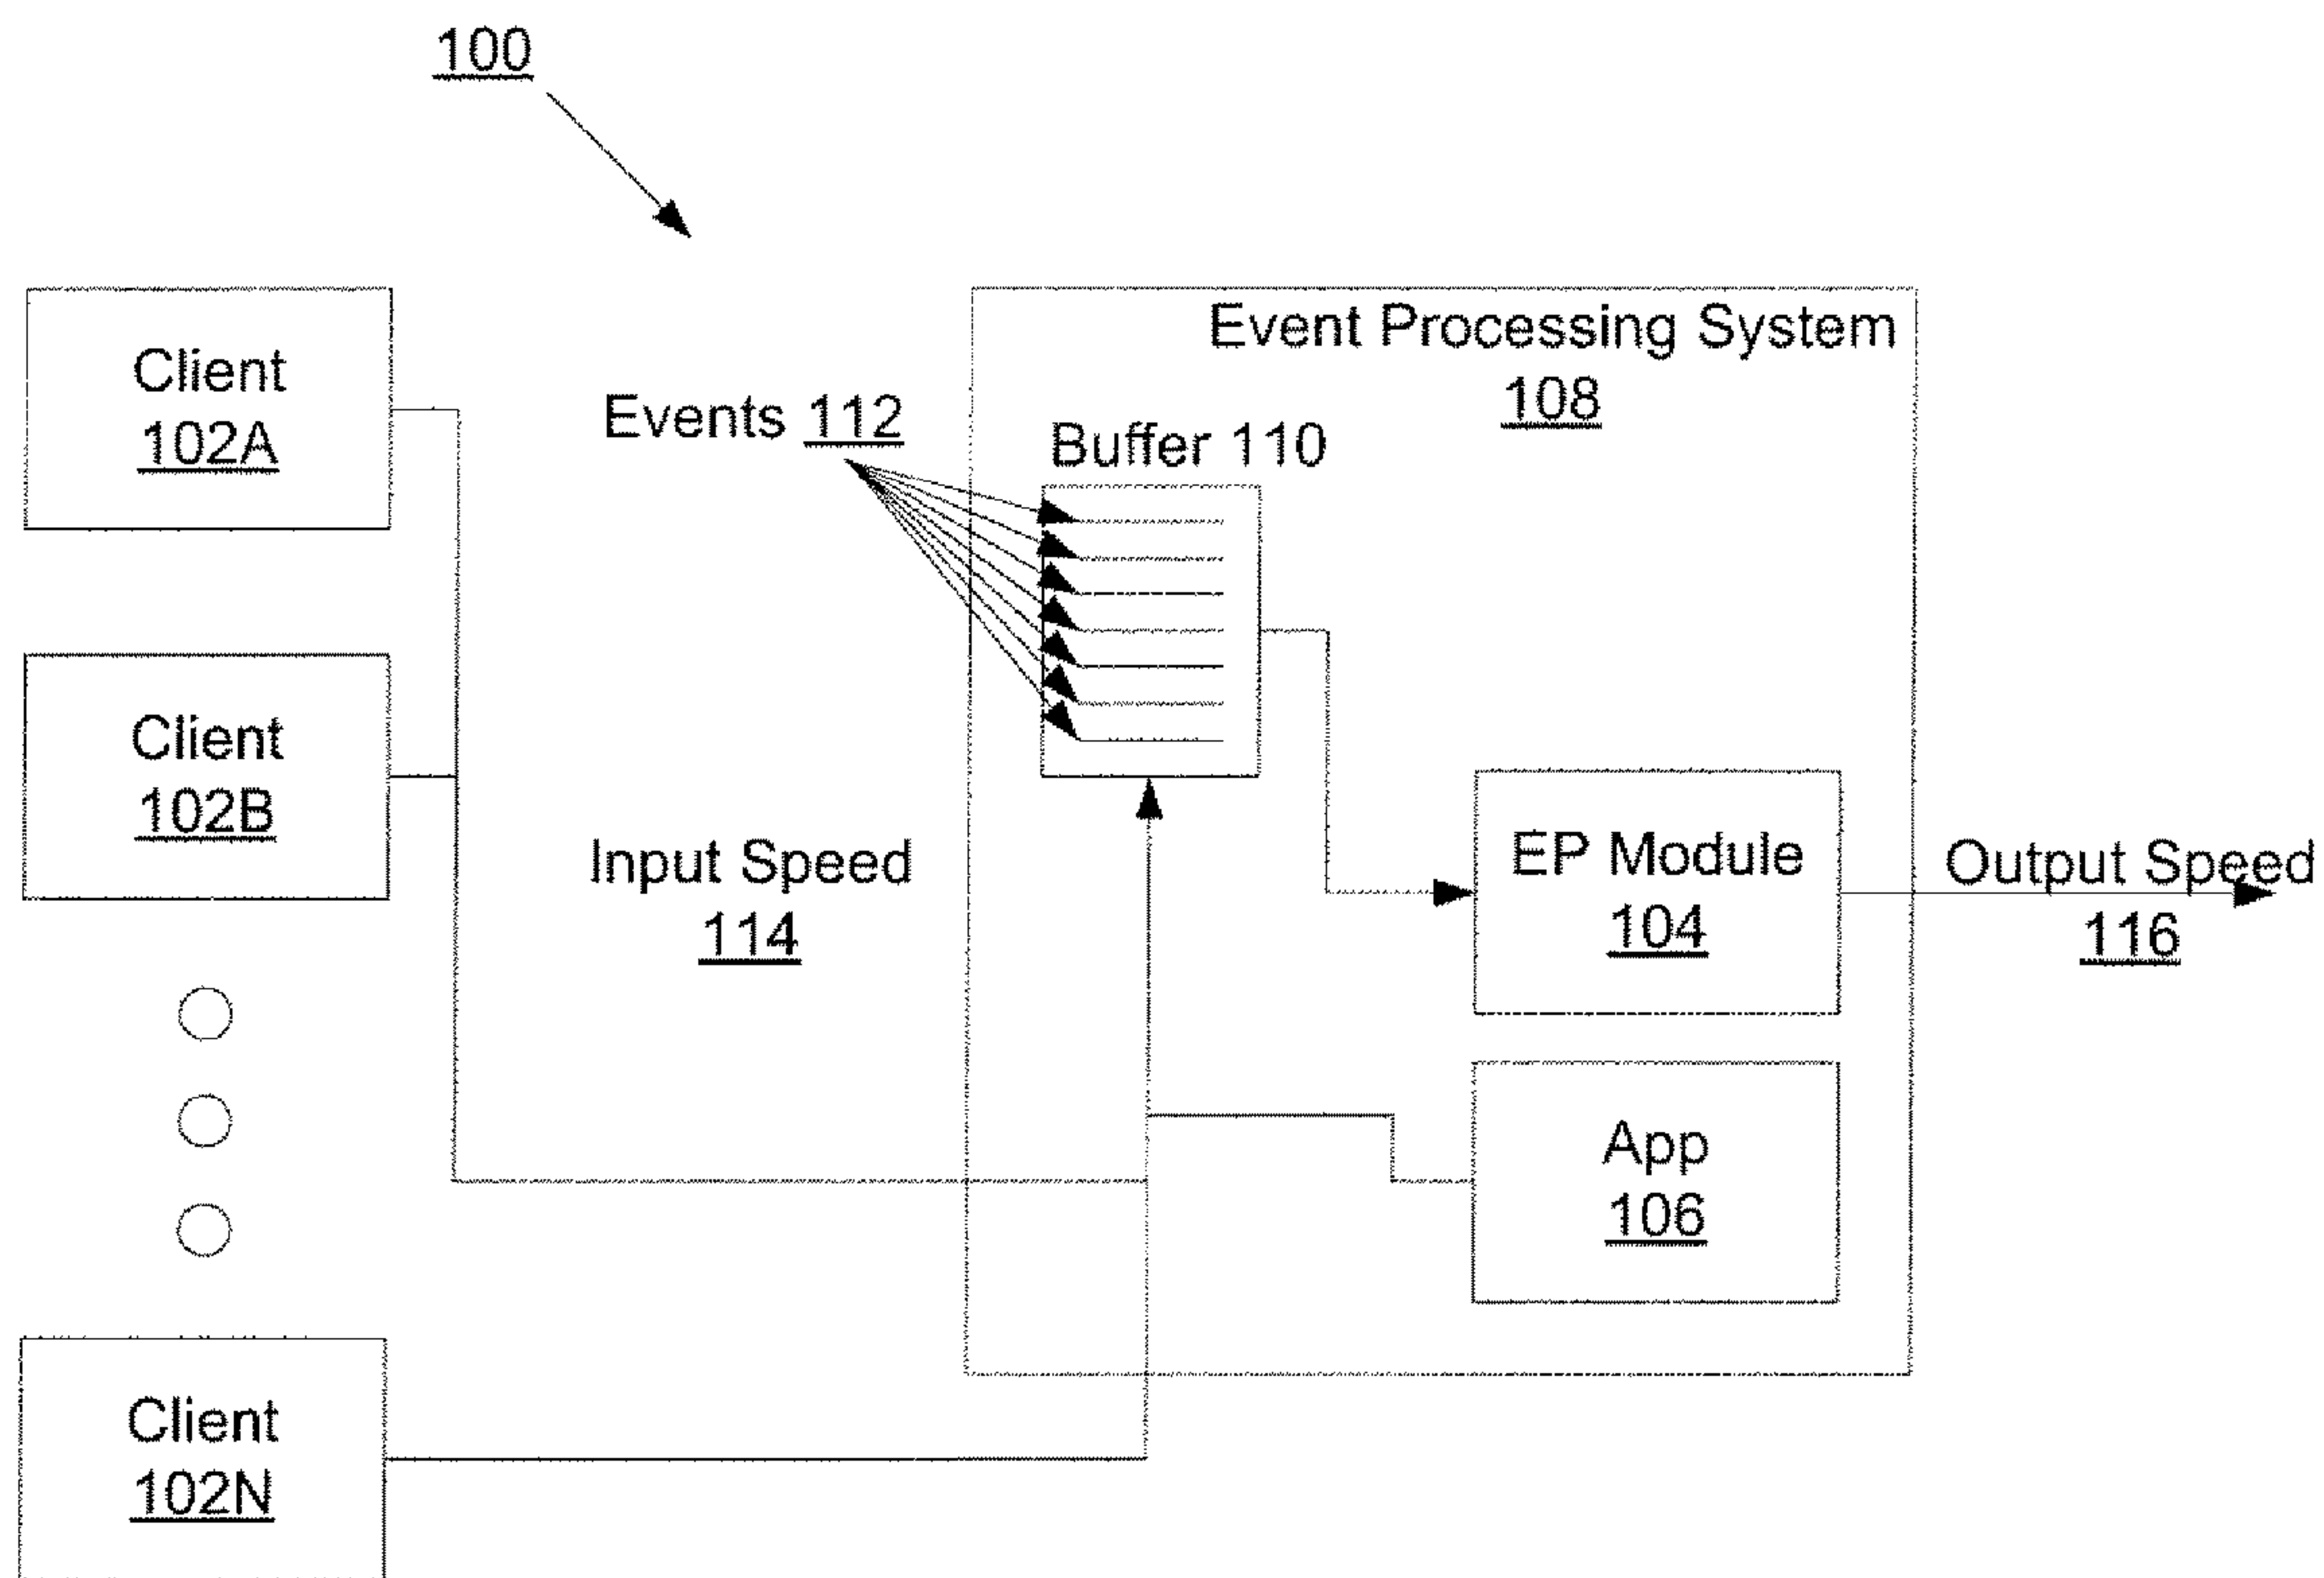 100
Client
102A
Client
102B
Client
102N
Events 112
Input Speed
114
Event Processing System
108
Buffer 110
EP Module
104
App
106
Output Speed
116